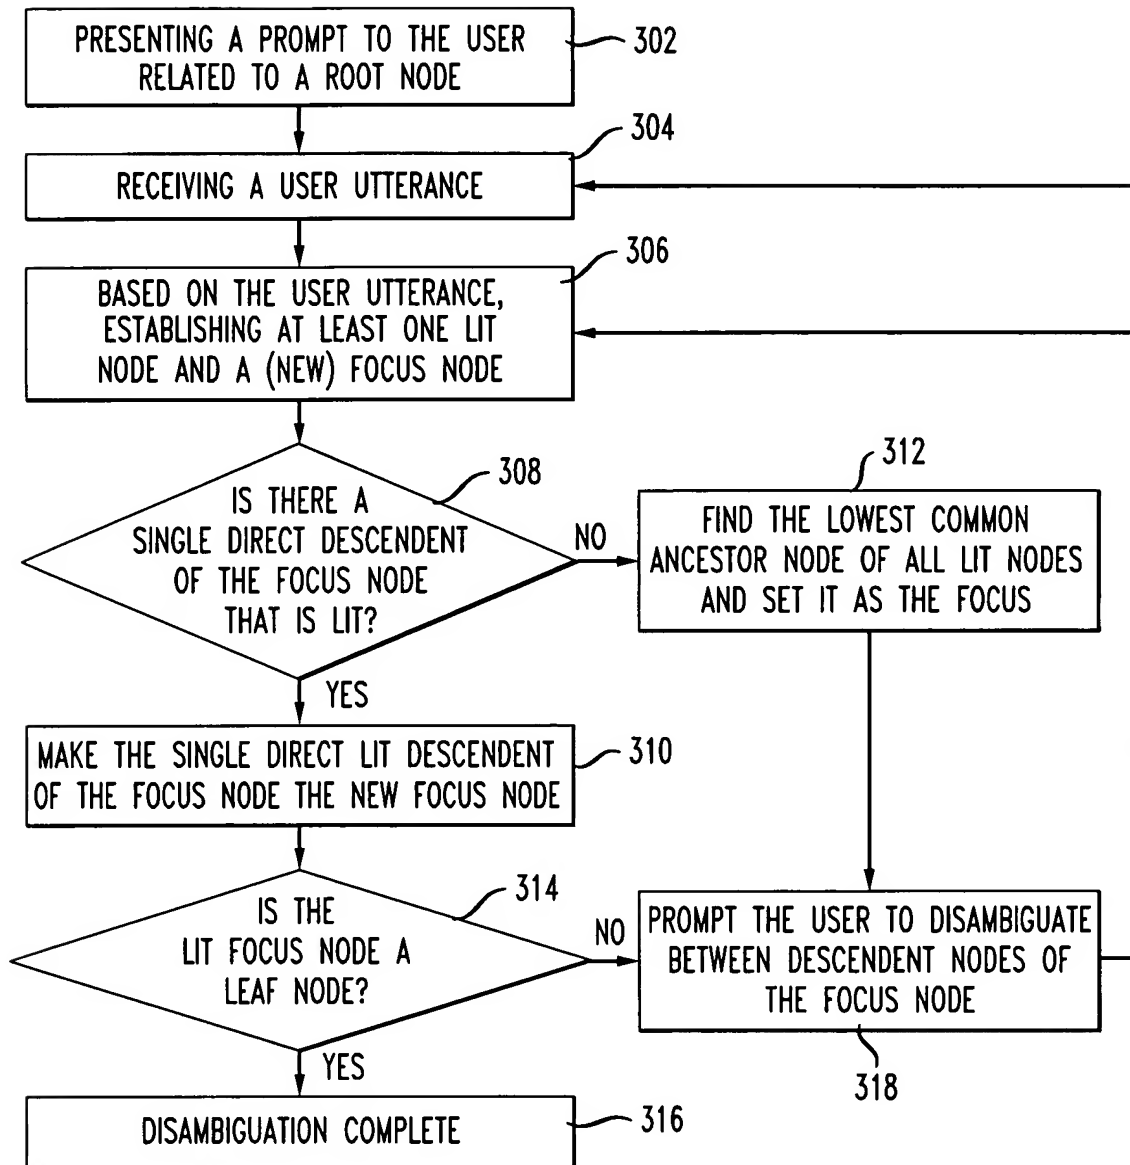 PRESENTING A PROMPT TO THE USER
RELATED TO A ROOT NODE
302
304
RECEIVING A USER UTTERANCE
306
BASED ON THE USER UTTERANCE,
ESTABLISHING AT LEAST ONE LIT
NODE AND A (NEW) FOCUS NODE
308
IS THERE A
SINGLE DIRECT DESCENDENT
OF THE FOCUS NODE
THAT IS LIT?
NO
312
FIND THE LOWEST COMMON
ANCESTOR NODE OF ALL LIT NODES
AND SET IT AS THE FOCUS
YES
MAKE THE SINGLE DIRECT LIT DESCENDENT
OF THE FOCUS NODE THE NEW FOCUS NODE
310
314
IS THE
LIT FOCUS NODE A
LEAF NODE?
NO
PROMPT THE USER TO DISAMBIGUATE
BETWEEN DESCENDENT NODES OF
THE FOCUS NODE
318
YES
DISAMBIGUATION COMPLETE
316